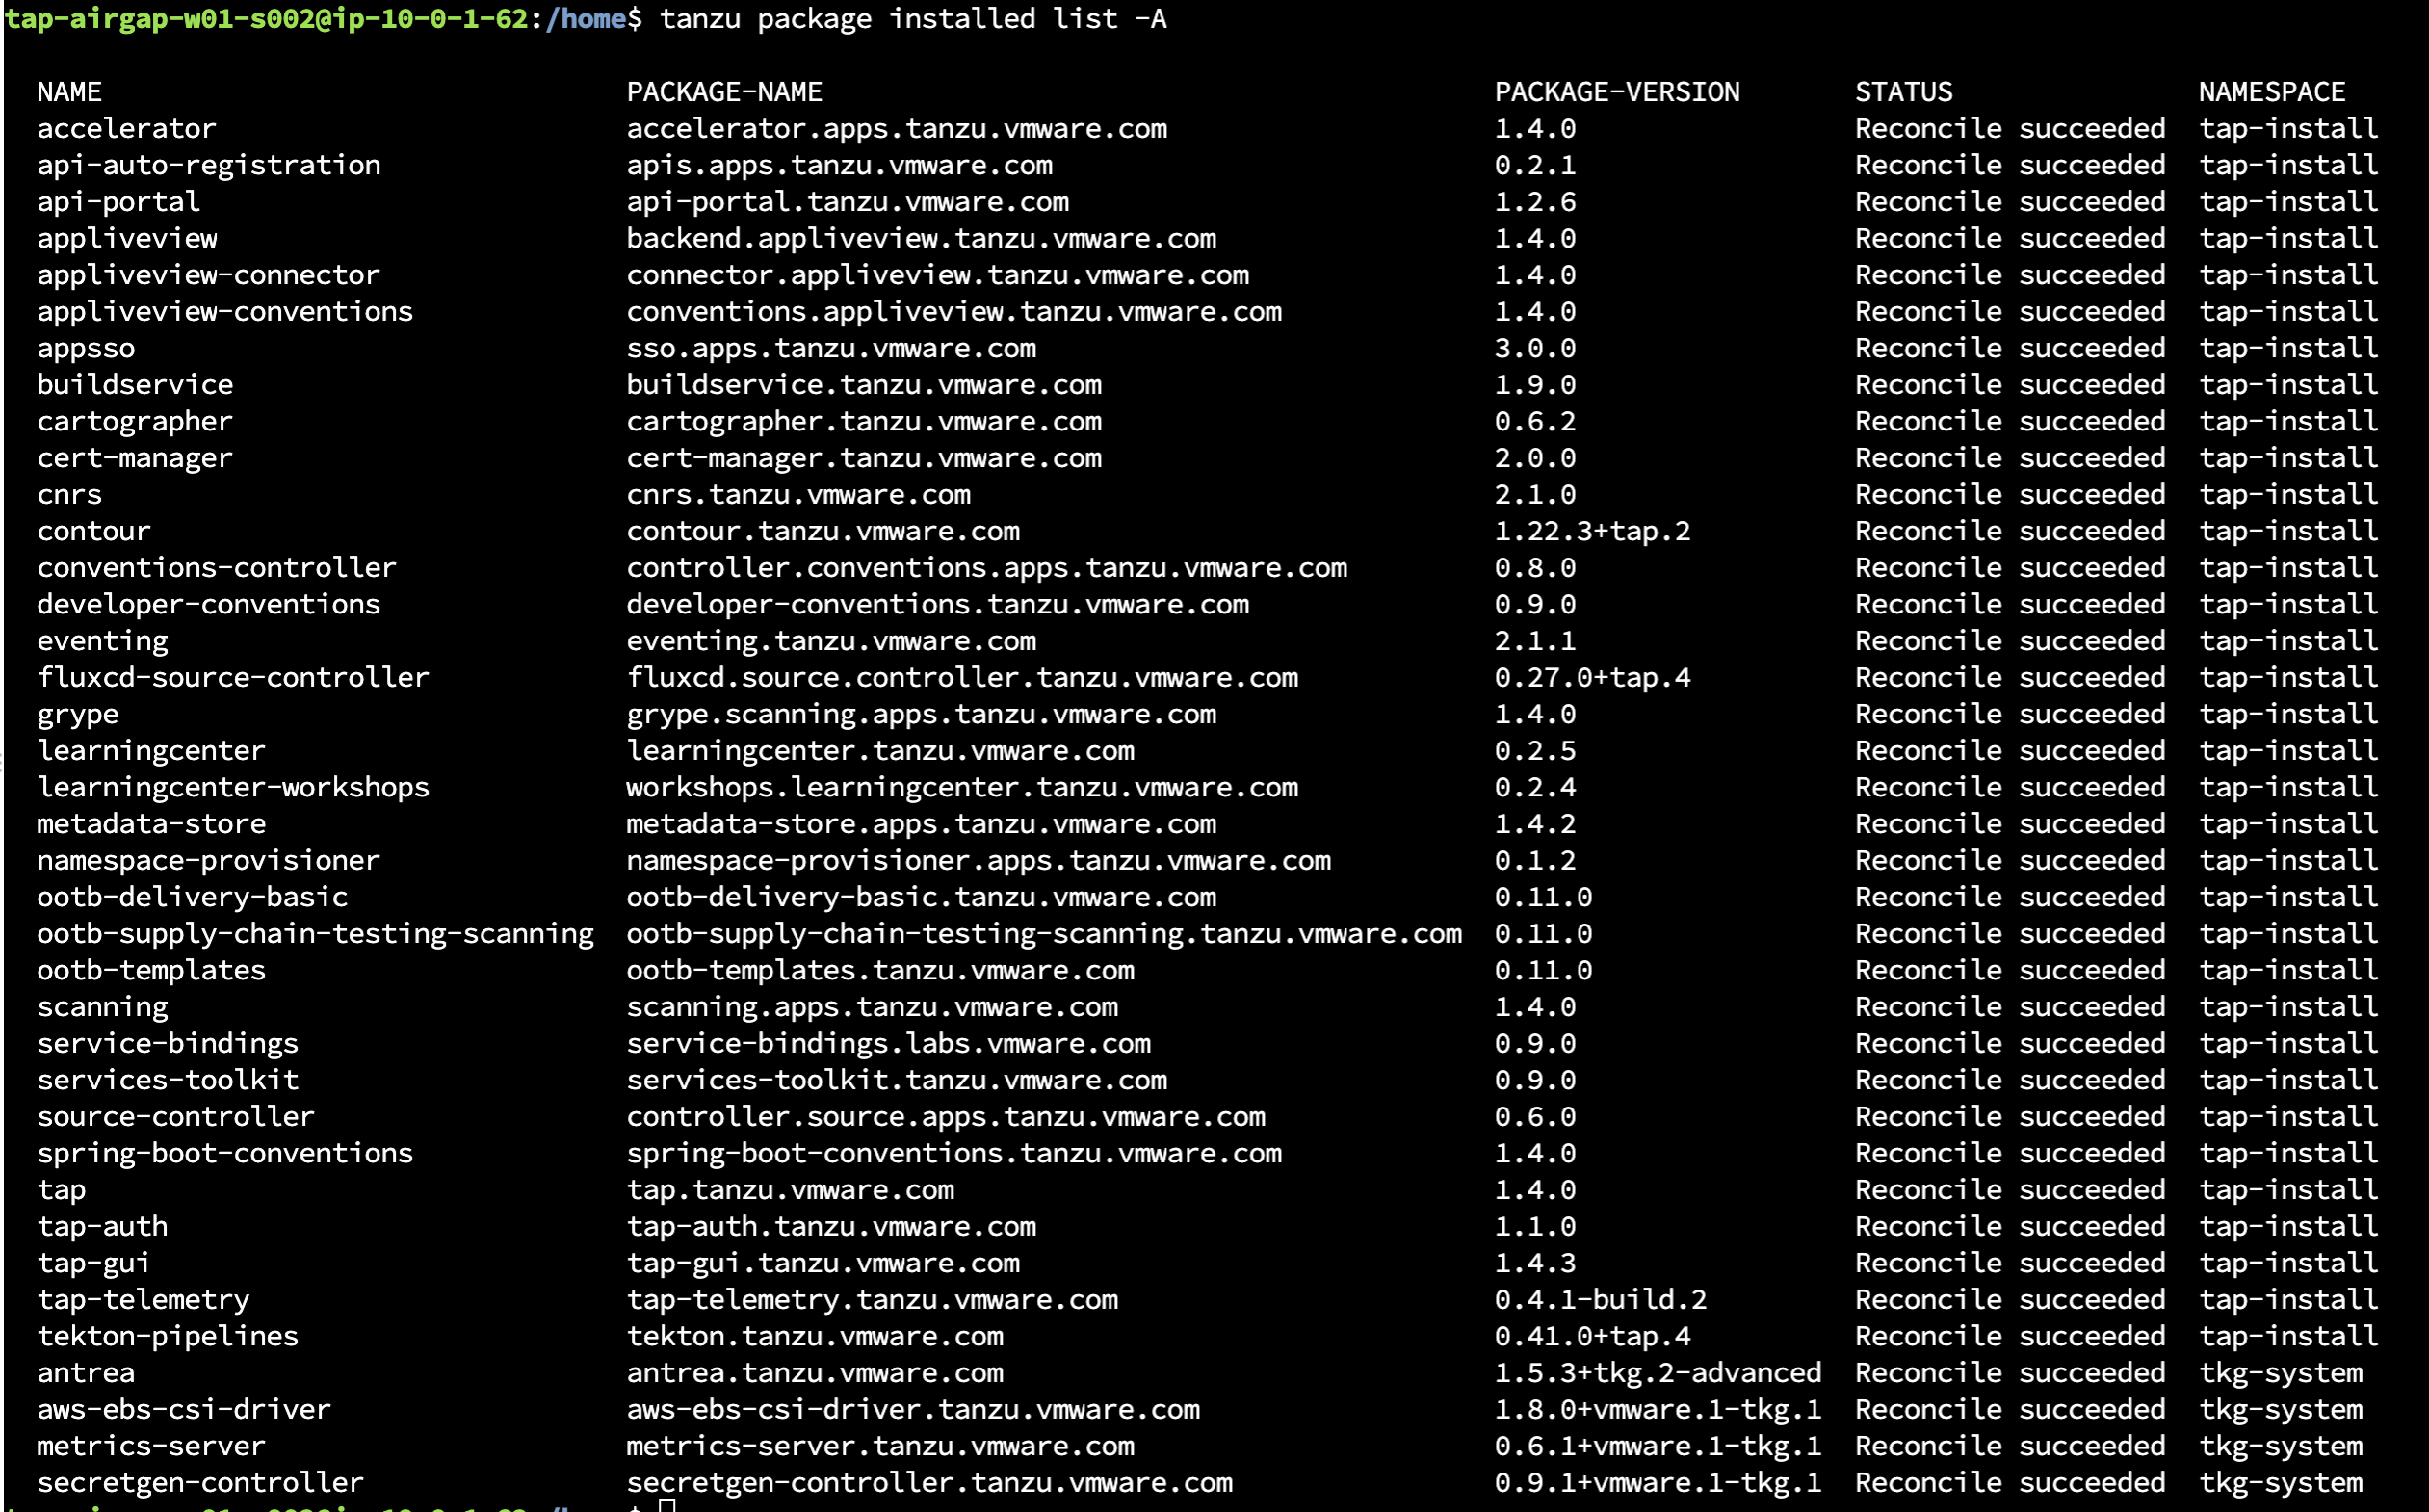 tap-airgap-w01-s002@ip-10-0-1-62:/home$ tanzu package installed list -A
NAME PACKAGE-NAME PACKAGE-VERSION STATUS NAMESPACE
accelerator accelerator.apps.tanzu.vmware.com 1.4.0 Reconcile succeeded tap-install
api-auto-registration apis.apps.tanzu.vmware.com 0.2.1 Reconcile succeeded tap-install
api-portal api-portal.tanzu.vmware.com 1.2.6 Reconcile succeeded tap-install
appliveview backend.appliveview.tanzu.vmware.com 1.4.0 Reconcile succeeded tap-install
appliveview-connector connector.appliveview.tanzu.vmware.com 1.4.0 Reconcile succeeded tap-install
appliveview-conventions conventions.appliveview.tanzu.vmware.com 1.4.0 Reconcile succeeded tap-install
appsso sso.apps.tanzu.vmware.com 3.0.0 Reconcile succeeded tap-install
buildservice buildservice.tanzu.vmware.com 1.9.0 Reconcile succeeded tap-install
cartographer cartographer.tanzu.vmware.com 0.6.2 Reconcile succeeded tap-install
cert-manager cert-manager.tanzu.vmware.com 2.0.0 Reconcile succeeded tap-install
cnrs cnrs.tanzu.vmware.com 2.1.0 Reconcile succeeded tap-install
contour contour.tanzu.vmware.com 1.22.3+tap.2 Reconcile succeeded tap-install
conventions-controller controller.conventions.apps.tanzu.vmware.com 0.8.0 Reconcile succeeded tap-install
developer-conventions developer-conventions.tanzu.vmware.com 0.9.0 Reconcile succeeded tap-install
eventing eventing.tanzu.vmware.com 2.1.1 Reconcile succeeded tap-install
fluxcd-source-controller fluxcd.source.controller.tanzu.vmware.com 0.27.0+tap.4 Reconcile succeeded tap-install
grype grype.scanning.apps.tanzu.vmware.com 1.4.0 Reconcile succeeded tap-install
learningcenter learningcenter.tanzu.vmware.com 0.2.5 Reconcile succeeded tap-install
learningcenter-workshops workshops.learningcenter.tanzu.vmware.com 0.2.4 Reconcile succeeded tap-install
metadata-store metadata-store.apps.tanzu.vmware.com 1.4.2 Reconcile succeeded tap-install
namespace-provisioner namespace-provisioner.apps.tanzu.vmware.com 0.1.2 Reconcile succeeded tap-install
ootb-delivery-basic ootb-delivery-basic.tanzu.vmware.com 0.11.0 Reconcile succeeded tap-install
ootb-supply-chain-testing-scanning ootb-supply-chain-testing-scanning.tanzu.vmware.com 0.11.0 Reconcile succeeded tap-install
ootb-templates ootb-templates.tanzu.vmware.com 0.11.0 Reconcile succeeded tap-install
scanning scanning.apps.tanzu.vmware.com 1.4.0 Reconcile succeeded tap-install
service-bindings service-bindings.labs.vmware.com 0.9.0 Reconcile succeeded tap-install
services-toolkit services-toolkit.tanzu.vmware.com 0.9.0 Reconcile succeeded tap-install
source-controller controller.source.apps.tanzu.vmware.com 0.6.0 Reconcile succeeded tap-install
spring-boot-conventions spring-boot-conventions.tanzu.vmware.com 1.4.0 Reconcile succeeded tap-install
tap tap.tanzu.vmware.com 1.4.0 Reconcile succeeded tap-install
tap-auth tap-auth.tanzu.vmware.com 1.1.0 Reconcile succeeded tap-install
tap-gui tap-gui.tanzu.vmware.com 1.4.3 Reconcile succeeded tap-install
tap-telemetry tap-telemetry.tanzu.vmware.com 0.4.1-build.2 Reconcile succeeded tap-install
tekton-pipelines tekton.tanzu.vmware.com 0.41.0+tap.4 Reconcile succeeded tap-install
antrea antrea.tanzu.vmware.com 1.5.3+tkg.2-advanced Reconcile succeeded tkg-system
aws-ebs-csi-driver aws-ebs-csi-driver.tanzu.vmware.com 1.8.0+vmware.1-tkg.1 Reconcile succeeded tkg-system
metrics-server metrics-server.tanzu.vmware.com 0.6.1+vmware.1-tkg.1 Reconcile succeeded tkg-system
secretgen-controller secretgen-controller.tanzu.vmware.com 0.9.1+vmware.1-tkg.1 Reconcile succeeded tkg-system